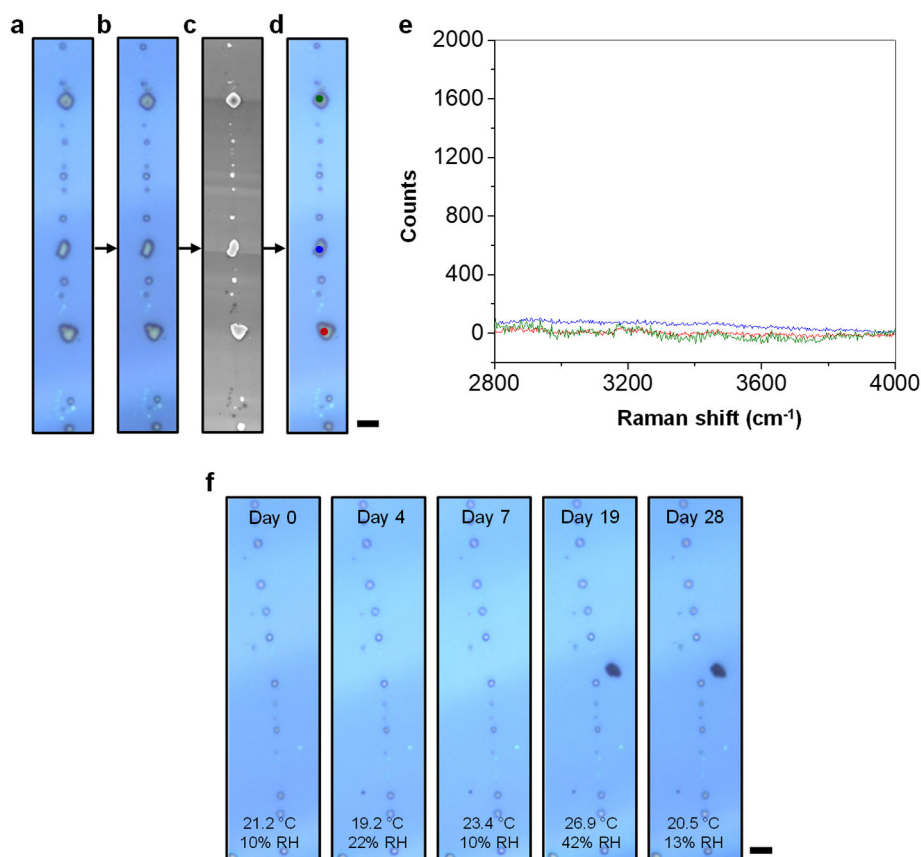 a b c d e
2000
1600
1200
800
400
0
Counts
2800 3200 3600 4000
Raman shift (cm⁻¹)
f
Day 0 Day 4 Day 7 Day 19 Day 28
21.2 °C 19.2 °C 23.4 °C 26.9 °C 20.5 °C
10% RH 22% RH 10% RH 42% RH 13% RH